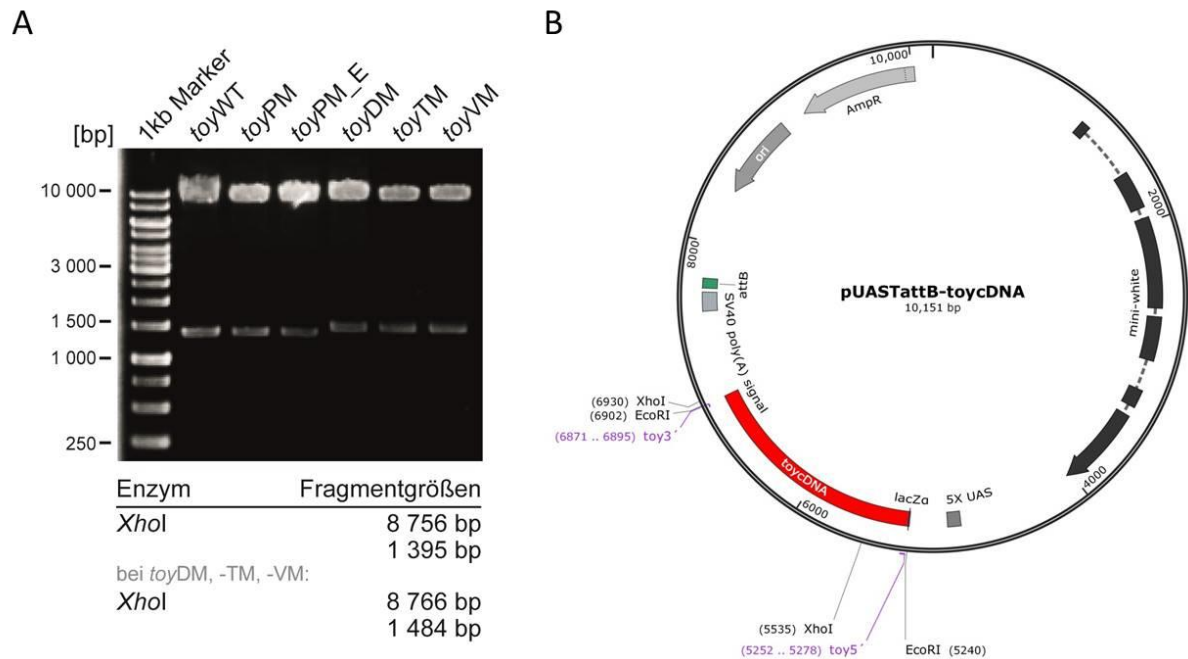 A
B
[bp]
1kb Marker
toyWT
toyPM
toyPM_E
toyDM
toyTM
toyVM
10 000
3 000
1 500
1 000
250
Enzym Fragmentgrößen
XhoI 8 756 bp
1 395 bp
bei toyDM, -TM, -VM:
XhoI 8 766 bp
1 484 bp
10,000
AmpR
ori
2000
8000
attB
SV40 poly(A) signal
pUASTattB-toycDNA
10,151 bp
mini-white
(6930) XhoI
(6902) EcoRI
(6871 .. 6895) toy3´
toycDNA
lacZα
5X UAS
4000
6000
(5535) XhoI
(5252 .. 5278) toy5´
EcoRI (5240)